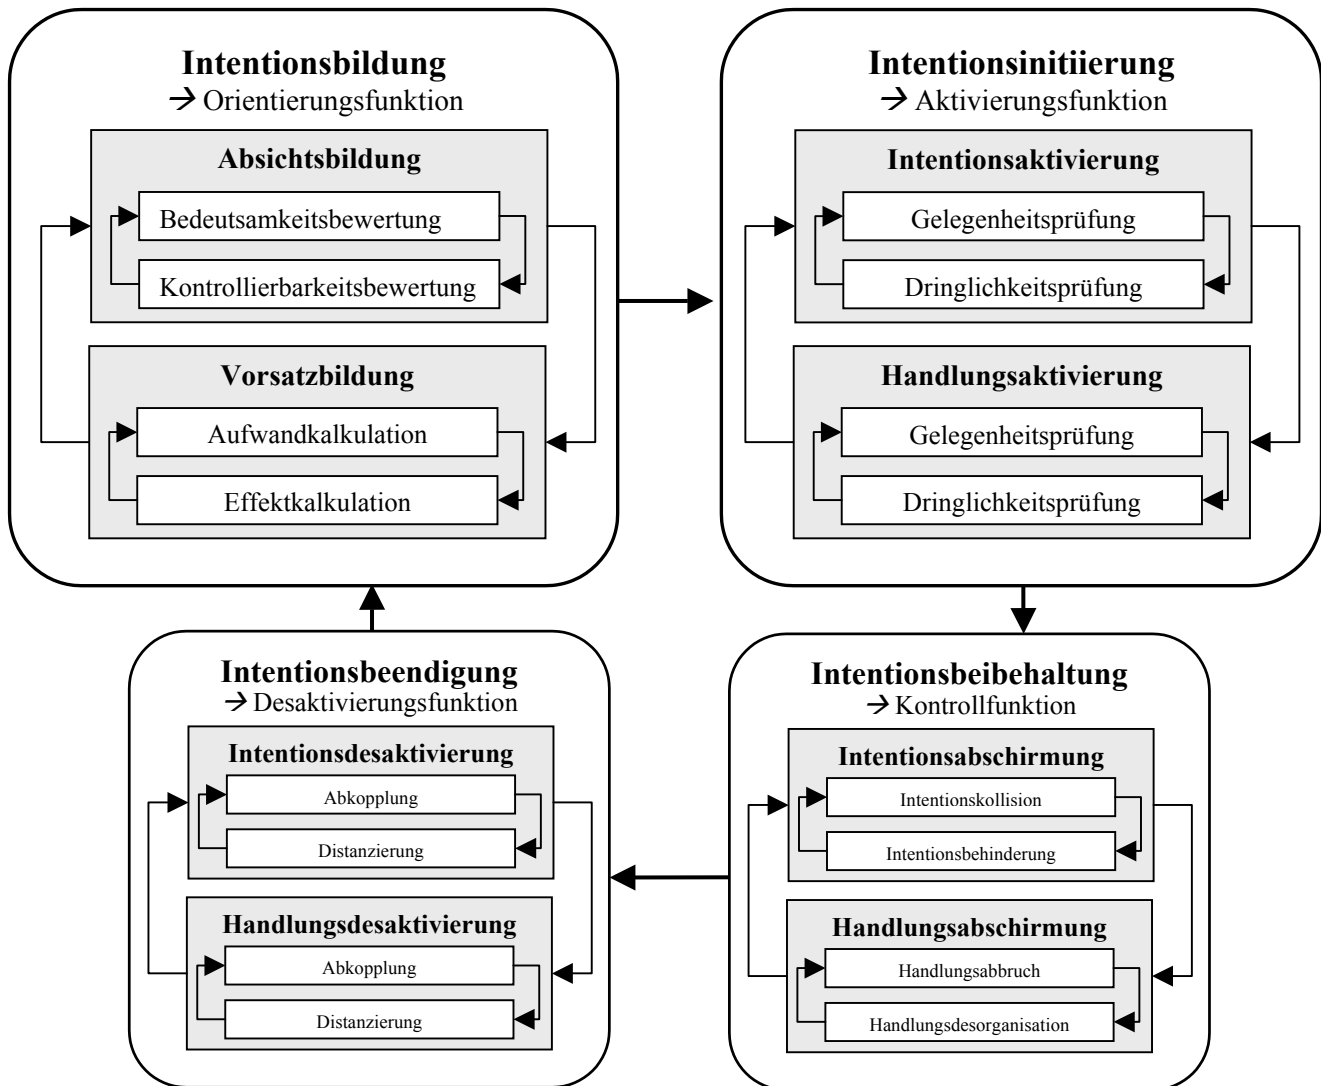 Intentionsbildung
→ Orientierungsfunktion
Absichtsbildung
Bedeutsamkeitsbewertung
Kontrollierbarkeitsbewertung
Vorsatzbildung
Aufwandkalkulation
Effektkalkulation
Intentionsinitiierung
→ Aktivierungsfunktion
Intentionsaktivierung
Gelegenheitsprüfung
Dringlichkeitsprüfung
Handlungsaktivierung
Gelegenheitsprüfung
Dringlichkeitsprüfung
Intentionsbeendigung
→ Desaktivierungsfunktion
Intentionsdesaktivierung
Abkopplung
Distanzierung
Handlungsdesaktivierung
Abkopplung
Distanzierung
Intentionsbeibehaltung
→ Kontrollfunktion
Intentionsabschirmung
Intentionskollision
Intentionsbehinderung
Handlungsabschirmung
Handlungsabbruch
Handlungsdesorganisation